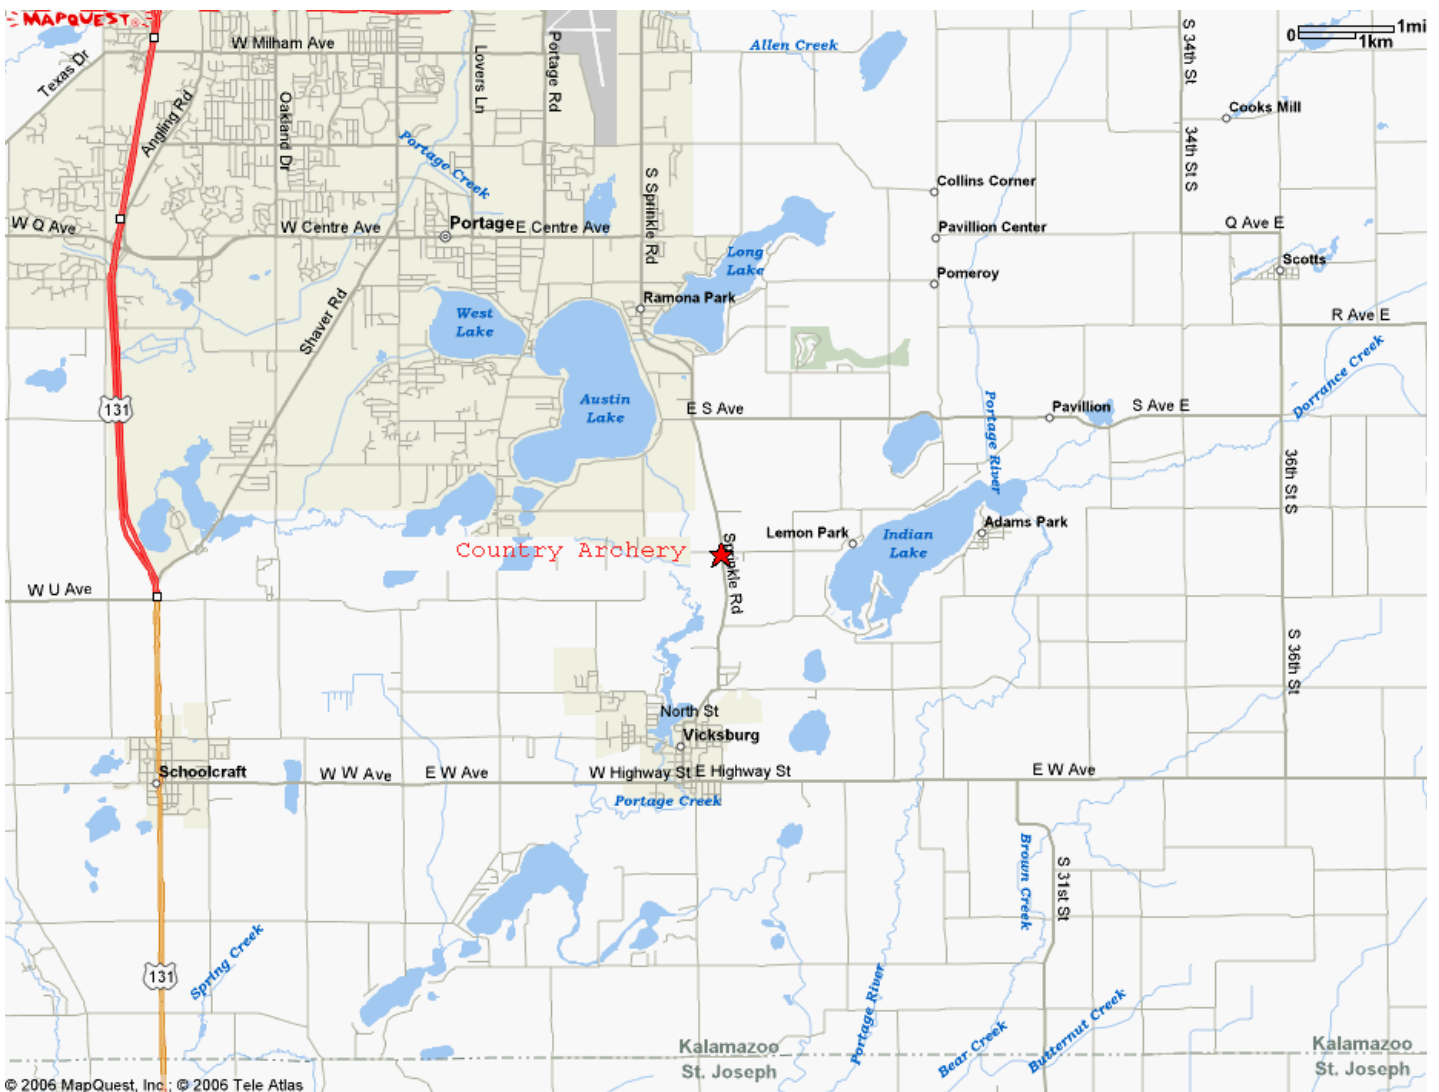 MAPQUEST
W Milham Ave
Texas Dr
Angling Rd
Oakland Dr
Lovers Ln
Portage Rd
Allen Creek
S 34th St
0
1mi
1km
Cooks Mill
34th St S
Portage Creek
S Sprinkle Rd
Collins Corner
W Q Ave
W Centre Ave
Portage
E Centre Ave
Pavillion Center
Q Ave E
Long
Lake
Scotts
Pomeroy
Ramona Park
West
Lake
Shaver Rd
R Ave E
Dorrance Creek
Austin
Lake
131
E S Ave
Portage River
Pavillion
S Ave E
36th St S
Lemon Park
Indian
Lake
Adams Park
Country Archery
Sprinkle Rd
W U Ave
S 36th St
North St
Vicksburg
Schoolcraft
W W Ave
E W Ave
W Highway St
E Highway St
E W Ave
Portage Creek
Brown Creek
S 31st St
Spring Creek
131
Portage River
Bear Creek
Butternut Creek
Kalamazoo
St. Joseph
Kalamazoo
St. Joseph
© 2006 MapQuest, Inc.; © 2006 Tele Atlas